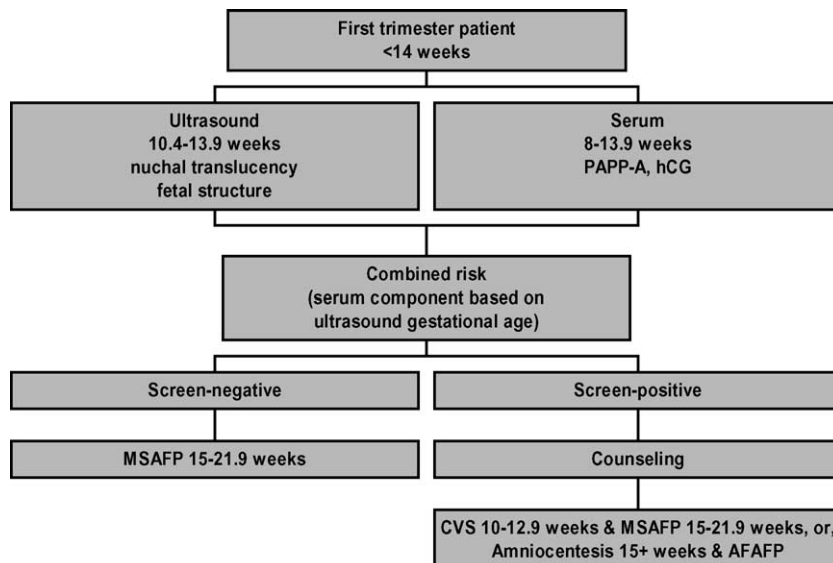 First trimester patient
<14 weeks
Ultrasound
10.4-13.9 weeks
nuchal translucency
fetal structure
Serum
8-13.9 weeks
PAPP-A, hCG
Combined risk
(serum component based on
ultrasound gestational age)
Screen-negative
Screen-positive
MSAFP 15-21.9 weeks
Counseling
CVS 10-12.9 weeks & MSAFP 15-21.9 weeks, or,
Amniocentesis 15+ weeks & AFAFP